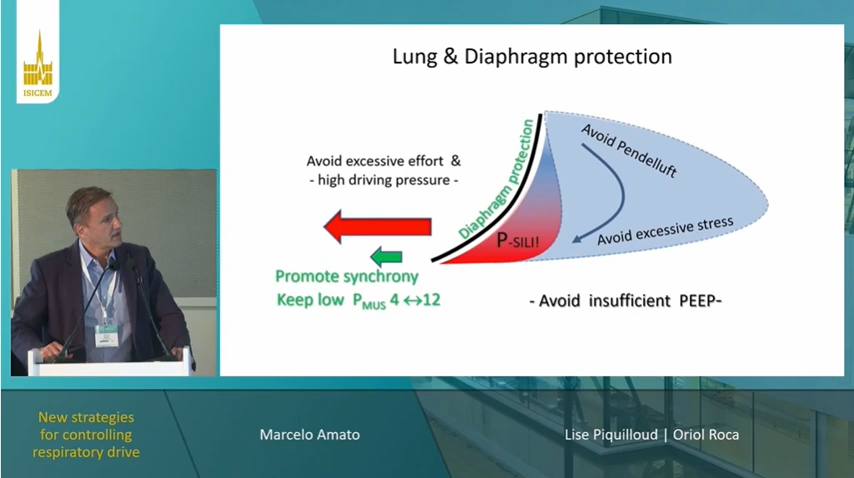 ISICEM
Lung & Diaphragm protection
Avoid excessive effort &
- high driving pressure -
Diaphragm protection
Avoid Pendelluft
P-SILI!
Avoid excessive stress
Promote synchrony
Keep low PMUS 4 ↔12
- Avoid insufficient PEEP-
New strategies
for controlling
respiratory drive
Marcelo Amato
Lise Piquilloud | Oriol Roca